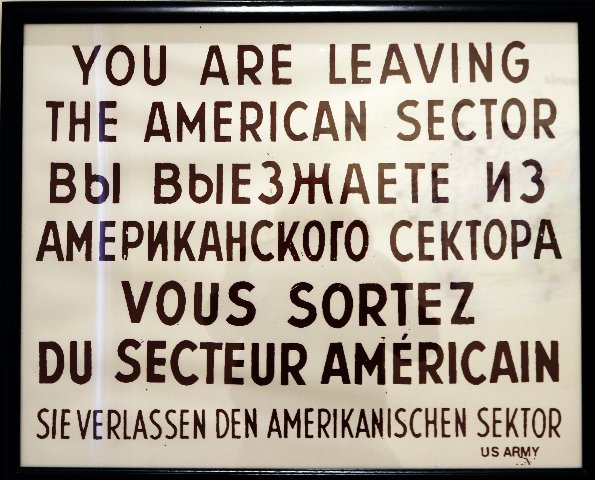 YOU ARE LEAVING
THE AMERICAN SECTOR
ВЫ ВЫЕЗЖАЕТЕ ИЗ
АМЕРИКАНСКОГО СЕКТОРА
VOUS SORTEZ
DU SECTEUR AMÉRICAIN
SIE VERLASSEN DEN AMERIKANISCHEN SEKTOR
US ARMY